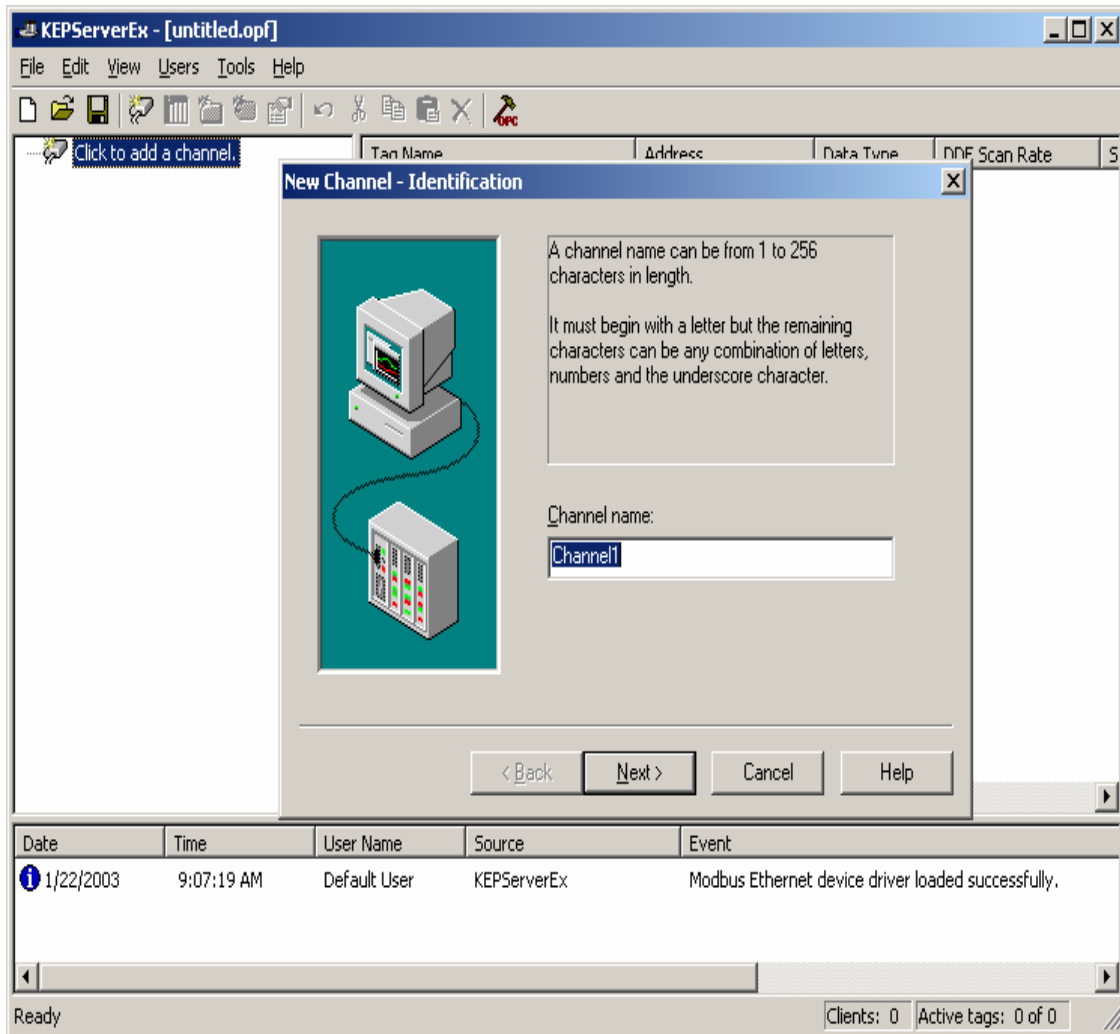 KEPServerEx - [untitled.opf]
File Edit View Users Tools Help
OPC
Click to add a channel.
Tag Name Address Data Type DDE Scan Rate S
New Channel - Identification
A channel name can be from 1 to 256
characters in length.
It must begin with a letter but the remaining
characters can be any combination of letters,
numbers and the underscore character.
Channel name:
Channel1
< Back Next > Cancel Help
Date Time User Name Source Event
1/22/2003 9:07:19 AM Default User KEPServerEx Modbus Ethernet device driver loaded successfully.
Ready Clients: 0 Active tags: 0 of 0